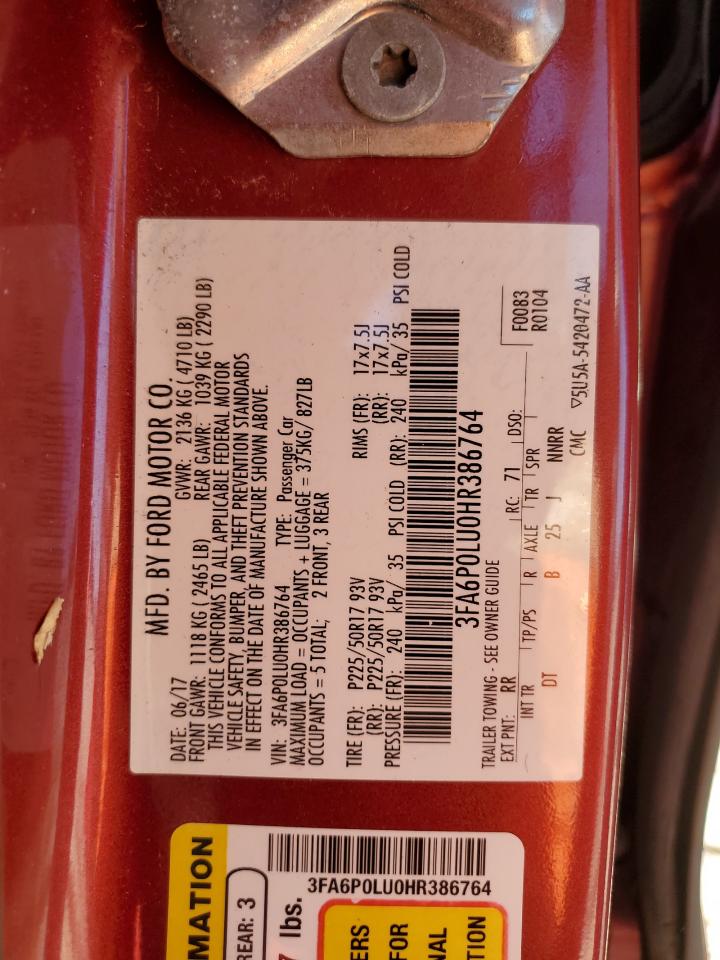 MFD. BY FORD MOTOR CO.
DATE: 06/17 GVWR: 2136 KG ( 4710 LB)
FRONT GAWR: 1118 KG ( 2465 LB) REAR GAWR: 1039 KG ( 2290 LB)
THIS VEHICLE CONFORMS TO ALL APPLICABLE FEDERAL MOTOR
VEHICLE SAFETY, BUMPER, AND THEFT PREVENTION STANDARDS
IN EFFECT ON THE DATE OF MANUFACTURE SHOWN ABOVE.
VIN: 3FA6P0LU0HR386764 TYPE: Passenger Car
MAXIMUM LOAD = OCCUPANTS + LUGGAGE = 375KG/ 827LB
OCCUPANTS = 5 TOTAL; 2 FRONT, 3 REAR
TIRE (FR): P225/50R17 93V RIMS (FR): 17x7.5J
(RR): P225/50R17 93V (RR): 17x7.5J
PRESSURE (FR): 240 kPa/ 35 PSI COLD (RR): 240 kPa/ 35 PSI COLD
3FA6P0LU0HR386764
TRAILER TOWING - SEE OWNER GUIDE F0083
EXT PNT: RR RC: 71 DSO: R0104
INT TR TP/PS R AXLE TR SPR
DT B 25 J NNRR
CMC ▽5U5A-5420472-AA
3FA6P0LU0HR386764
MATION
REAR: 3
7 lbs.
ERS
FOR
NAL
TION